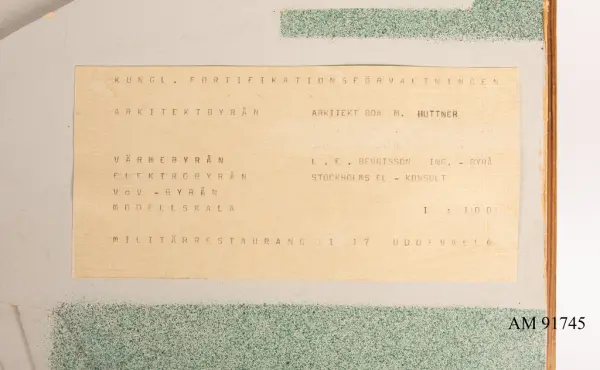 KUNGL. FORTIFIKATIONSFÖRVALTNINGEN
ARKITEKTBYRÅN ARKITEKT BOR M. HUTTNER
VÄRMEBYRÅN L. E. BENGTSSON ING. - BYRÅ
ELEKTROBYRÅN STOCKHOLMS EL - KONSULT
VoV - BYRÅN
MODELLSKALA 1 : 100
MILITÄRRESTAURANG I 17 UDDEVALLA
AM 91745